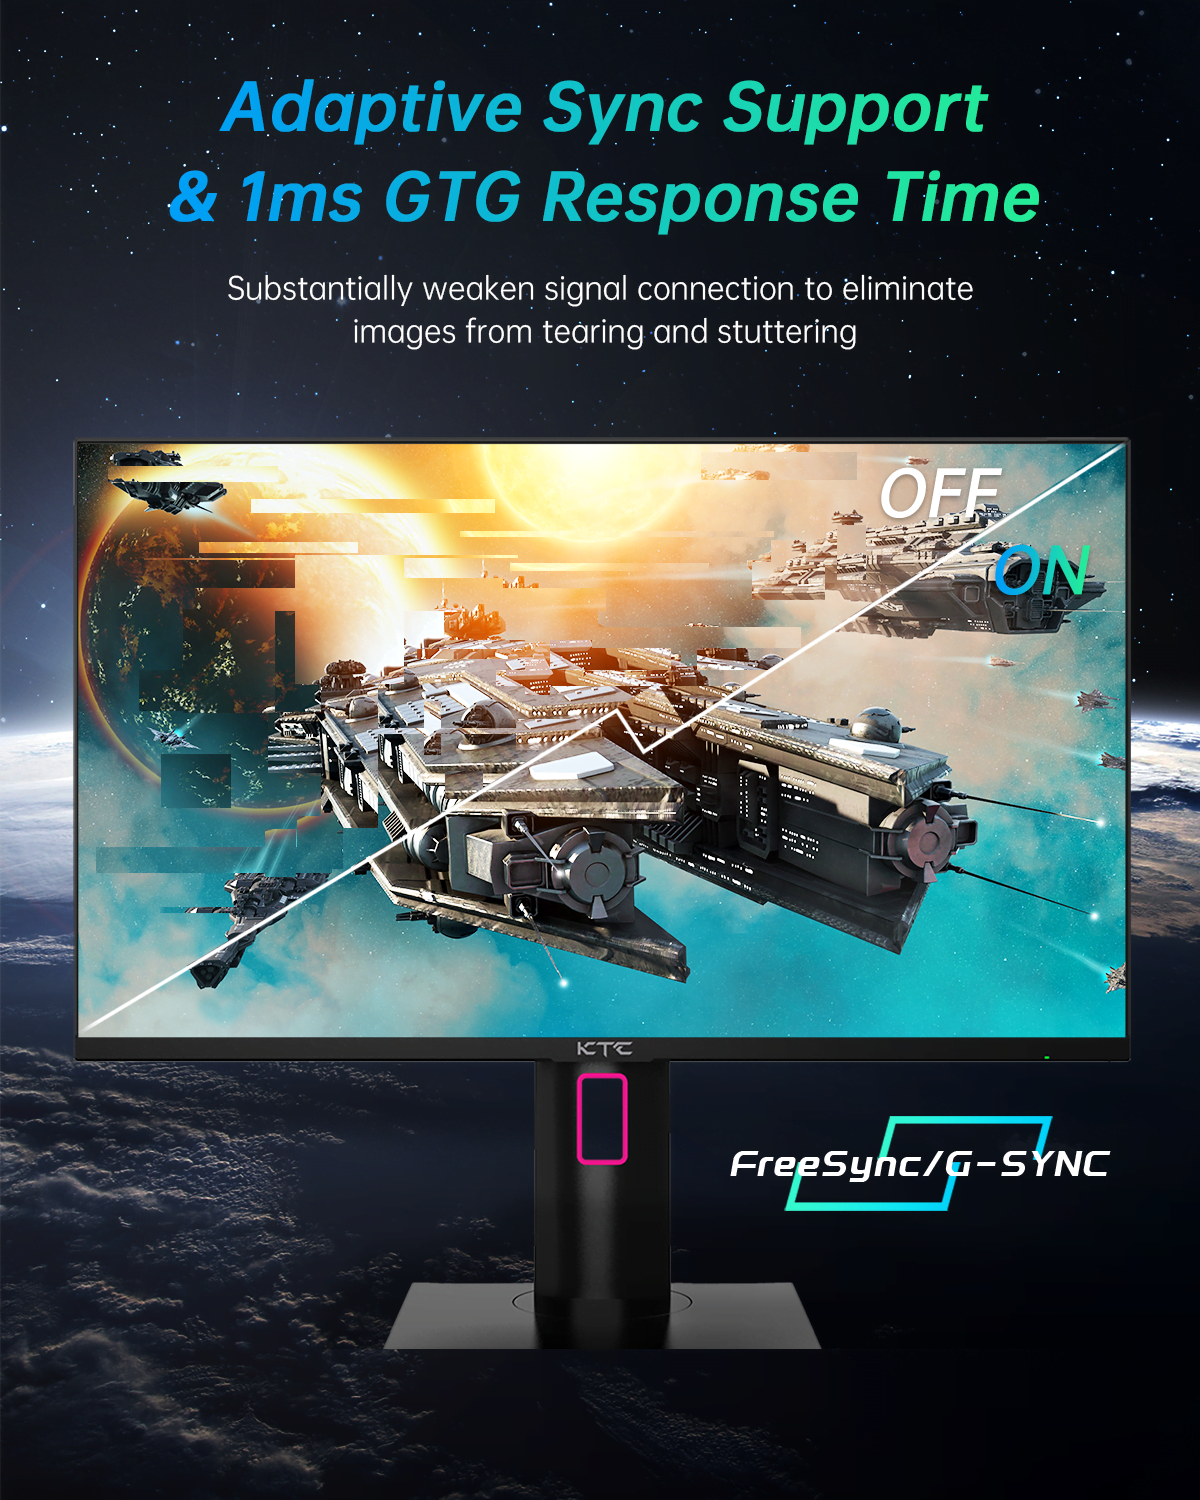 Adaptive Sync Support
& 1ms GTG Response Time
Substantially weaken signal connection to eliminate
images from tearing and stuttering
OFF
ON
KTC
FreeSync/G-SYNC